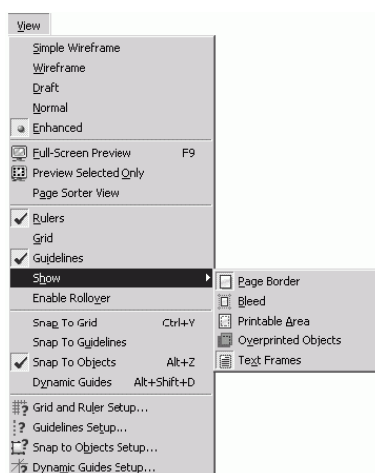 View
Simple Wireframe
Wireframe
Draft
Normal
Enhanced
Full-Screen Preview F9
Preview Selected Only
Page Sorter View
Rulers
Grid
Guidelines
Show
Enable Rollover
Snap To Grid Ctrl+Y
Snap To Guidelines
Snap To Objects Alt+Z
Dynamic Guides Alt+Shift+D
Grid and Ruler Setup...
Guidelines Setup...
Snap to Objects Setup...
Dynamic Guides Setup...
Page Border
Bleed
Printable Area
Overprinted Objects
Text Frames